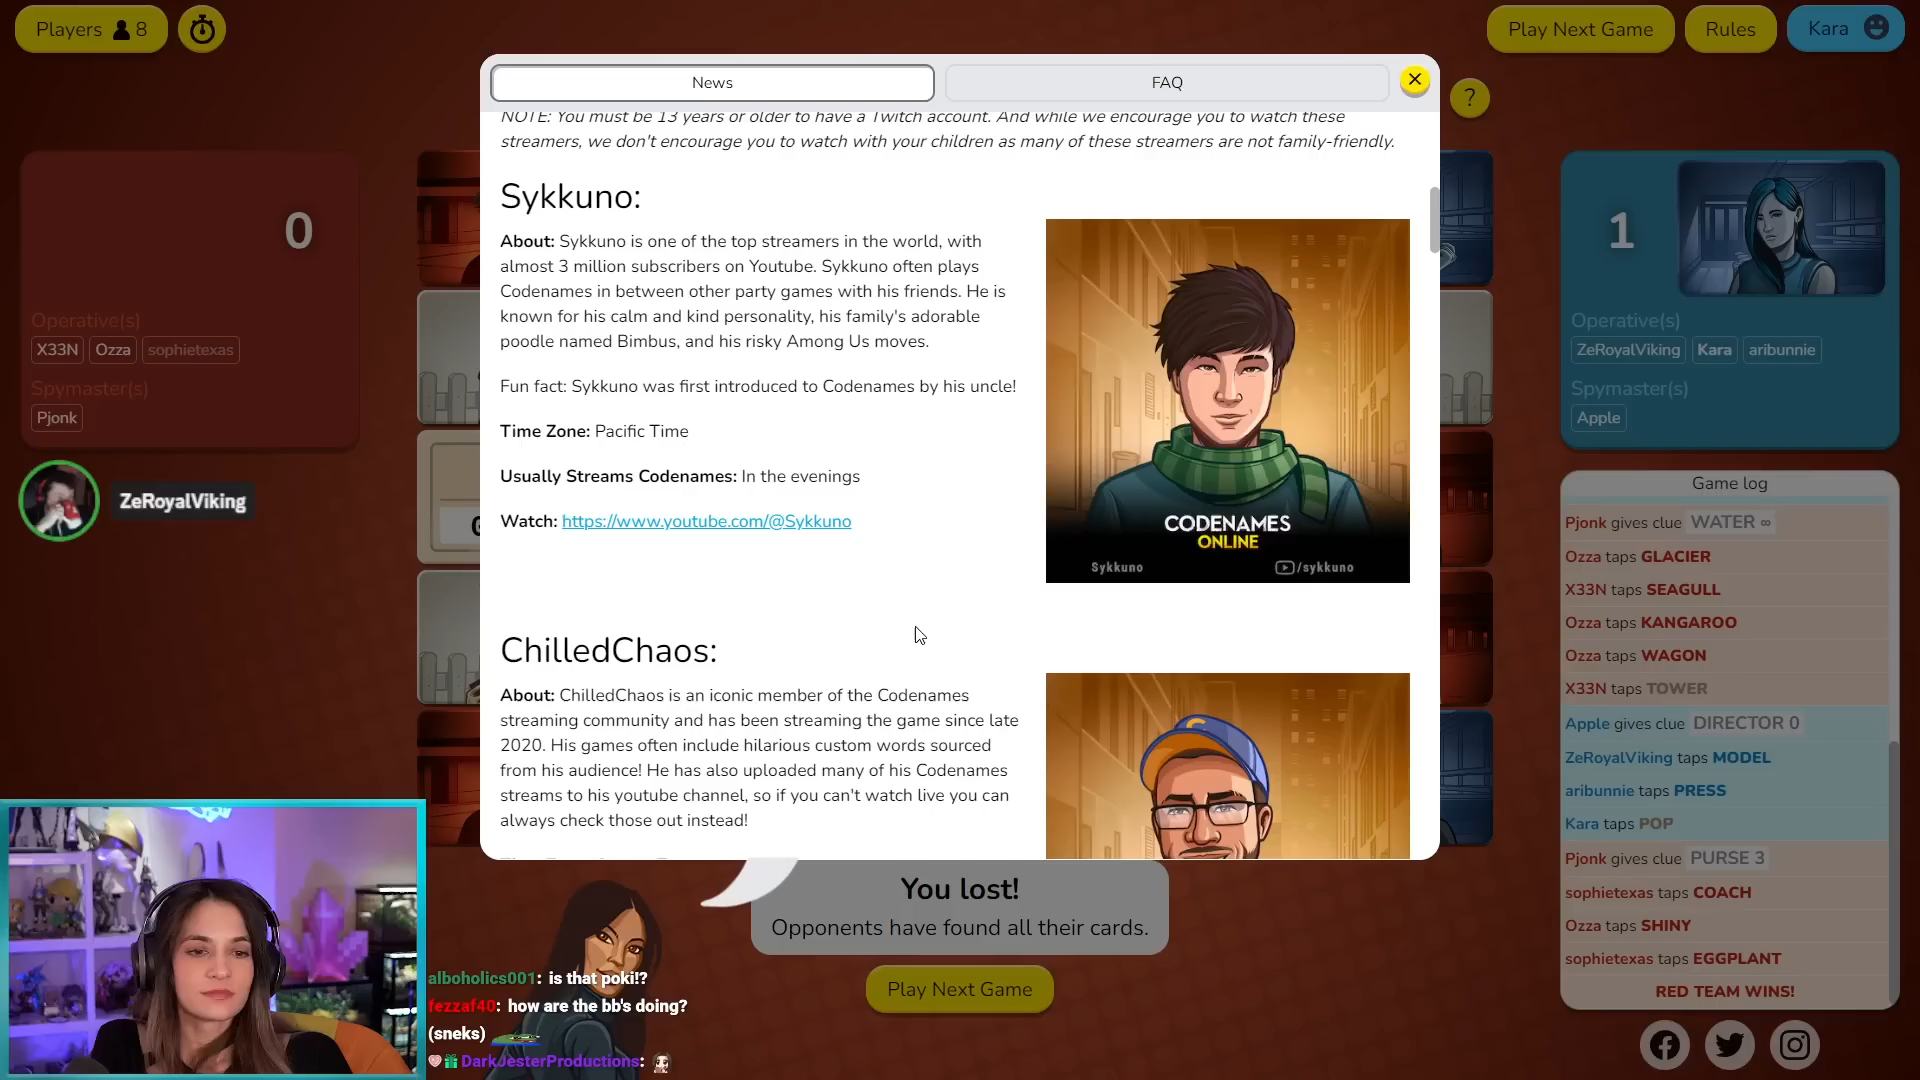 Players 8
Play Next Game
Rules
Kara
News
FAQ
?
NOTE: You must be 13 years or older to have a Twitch account. And while we encourage you to watch these
streamers, we don't encourage you to watch with your children as many of these streamers are not family-friendly.
Sykkuno:
About: Sykkuno is one of the top streamers in the world, with
almost 3 million subscribers on Youtube. Sykkuno often plays
Codenames in between other party games with his friends. He is
known for his calm and kind personality, his family's adorable
poodle named Bimbus, and his risky Among Us moves.
Fun fact: Sykkuno was first introduced to Codenames by his uncle!
Time Zone: Pacific Time
Usually Streams Codenames: In the evenings
Watch: https://www.youtube.com/@Sykkuno
CODENAMES
ONLINE
Sykkuno
/sykkuno
ChilledChaos:
About: ChilledChaos is an iconic member of the Codenames
streaming community and has been streaming the game since late
2020. His games often include hilarious custom words sourced
from his audience! He has also uploaded many of his Codenames
streams to his youtube channel, so if you can't watch live you can
always check those out instead!
0
Operative(s)
X33N Ozza sophietexas
Spymaster(s)
Pjonk
ZeRoyalViking
1
Operative(s)
ZeRoyalViking Kara aribunnie
Spymaster(s)
Apple
Game log
Pjonk gives clue WATER ∞
Ozza taps GLACIER
X33N taps SEAGULL
Ozza taps KANGAROO
Ozza taps WAGON
X33N taps TOWER
Apple gives clue DIRECTOR 0
ZeRoyalViking taps MODEL
aribunnie taps PRESS
Kara taps POP
Pjonk gives clue PURSE 3
sophietexas taps COACH
Ozza taps SHINY
sophietexas taps EGGPLANT
RED TEAM WINS!
You lost!
Opponents have found all their cards.
Play Next Game
alboholics001: is that poki!?
fezzaf40: how are the bb's doing?
(sneks)
DarkJesterProductions: